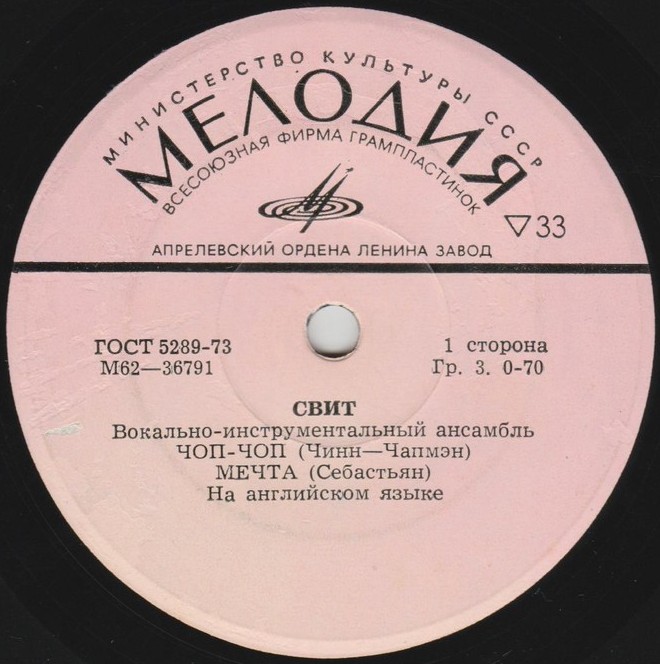 МИНИСТЕРСТВО КУЛЬТУРЫ СССР
МЕЛОДИЯ
ВСЕСОЮЗНАЯ ФИРМА ГРАМПЛАСТИНОК
▽33
АПРЕЛЕВСКИЙ ОРДЕНА ЛЕНИНА ЗАВОД
ГОСТ 5289-73
1 сторона
М62—36791
Гр. 3. 0-70
СВИТ
Вокально-инструментальный ансамбль
ЧОП-ЧОП (Чинн—Чапмэн)
МЕЧТА (Себастьян)
На английском языке